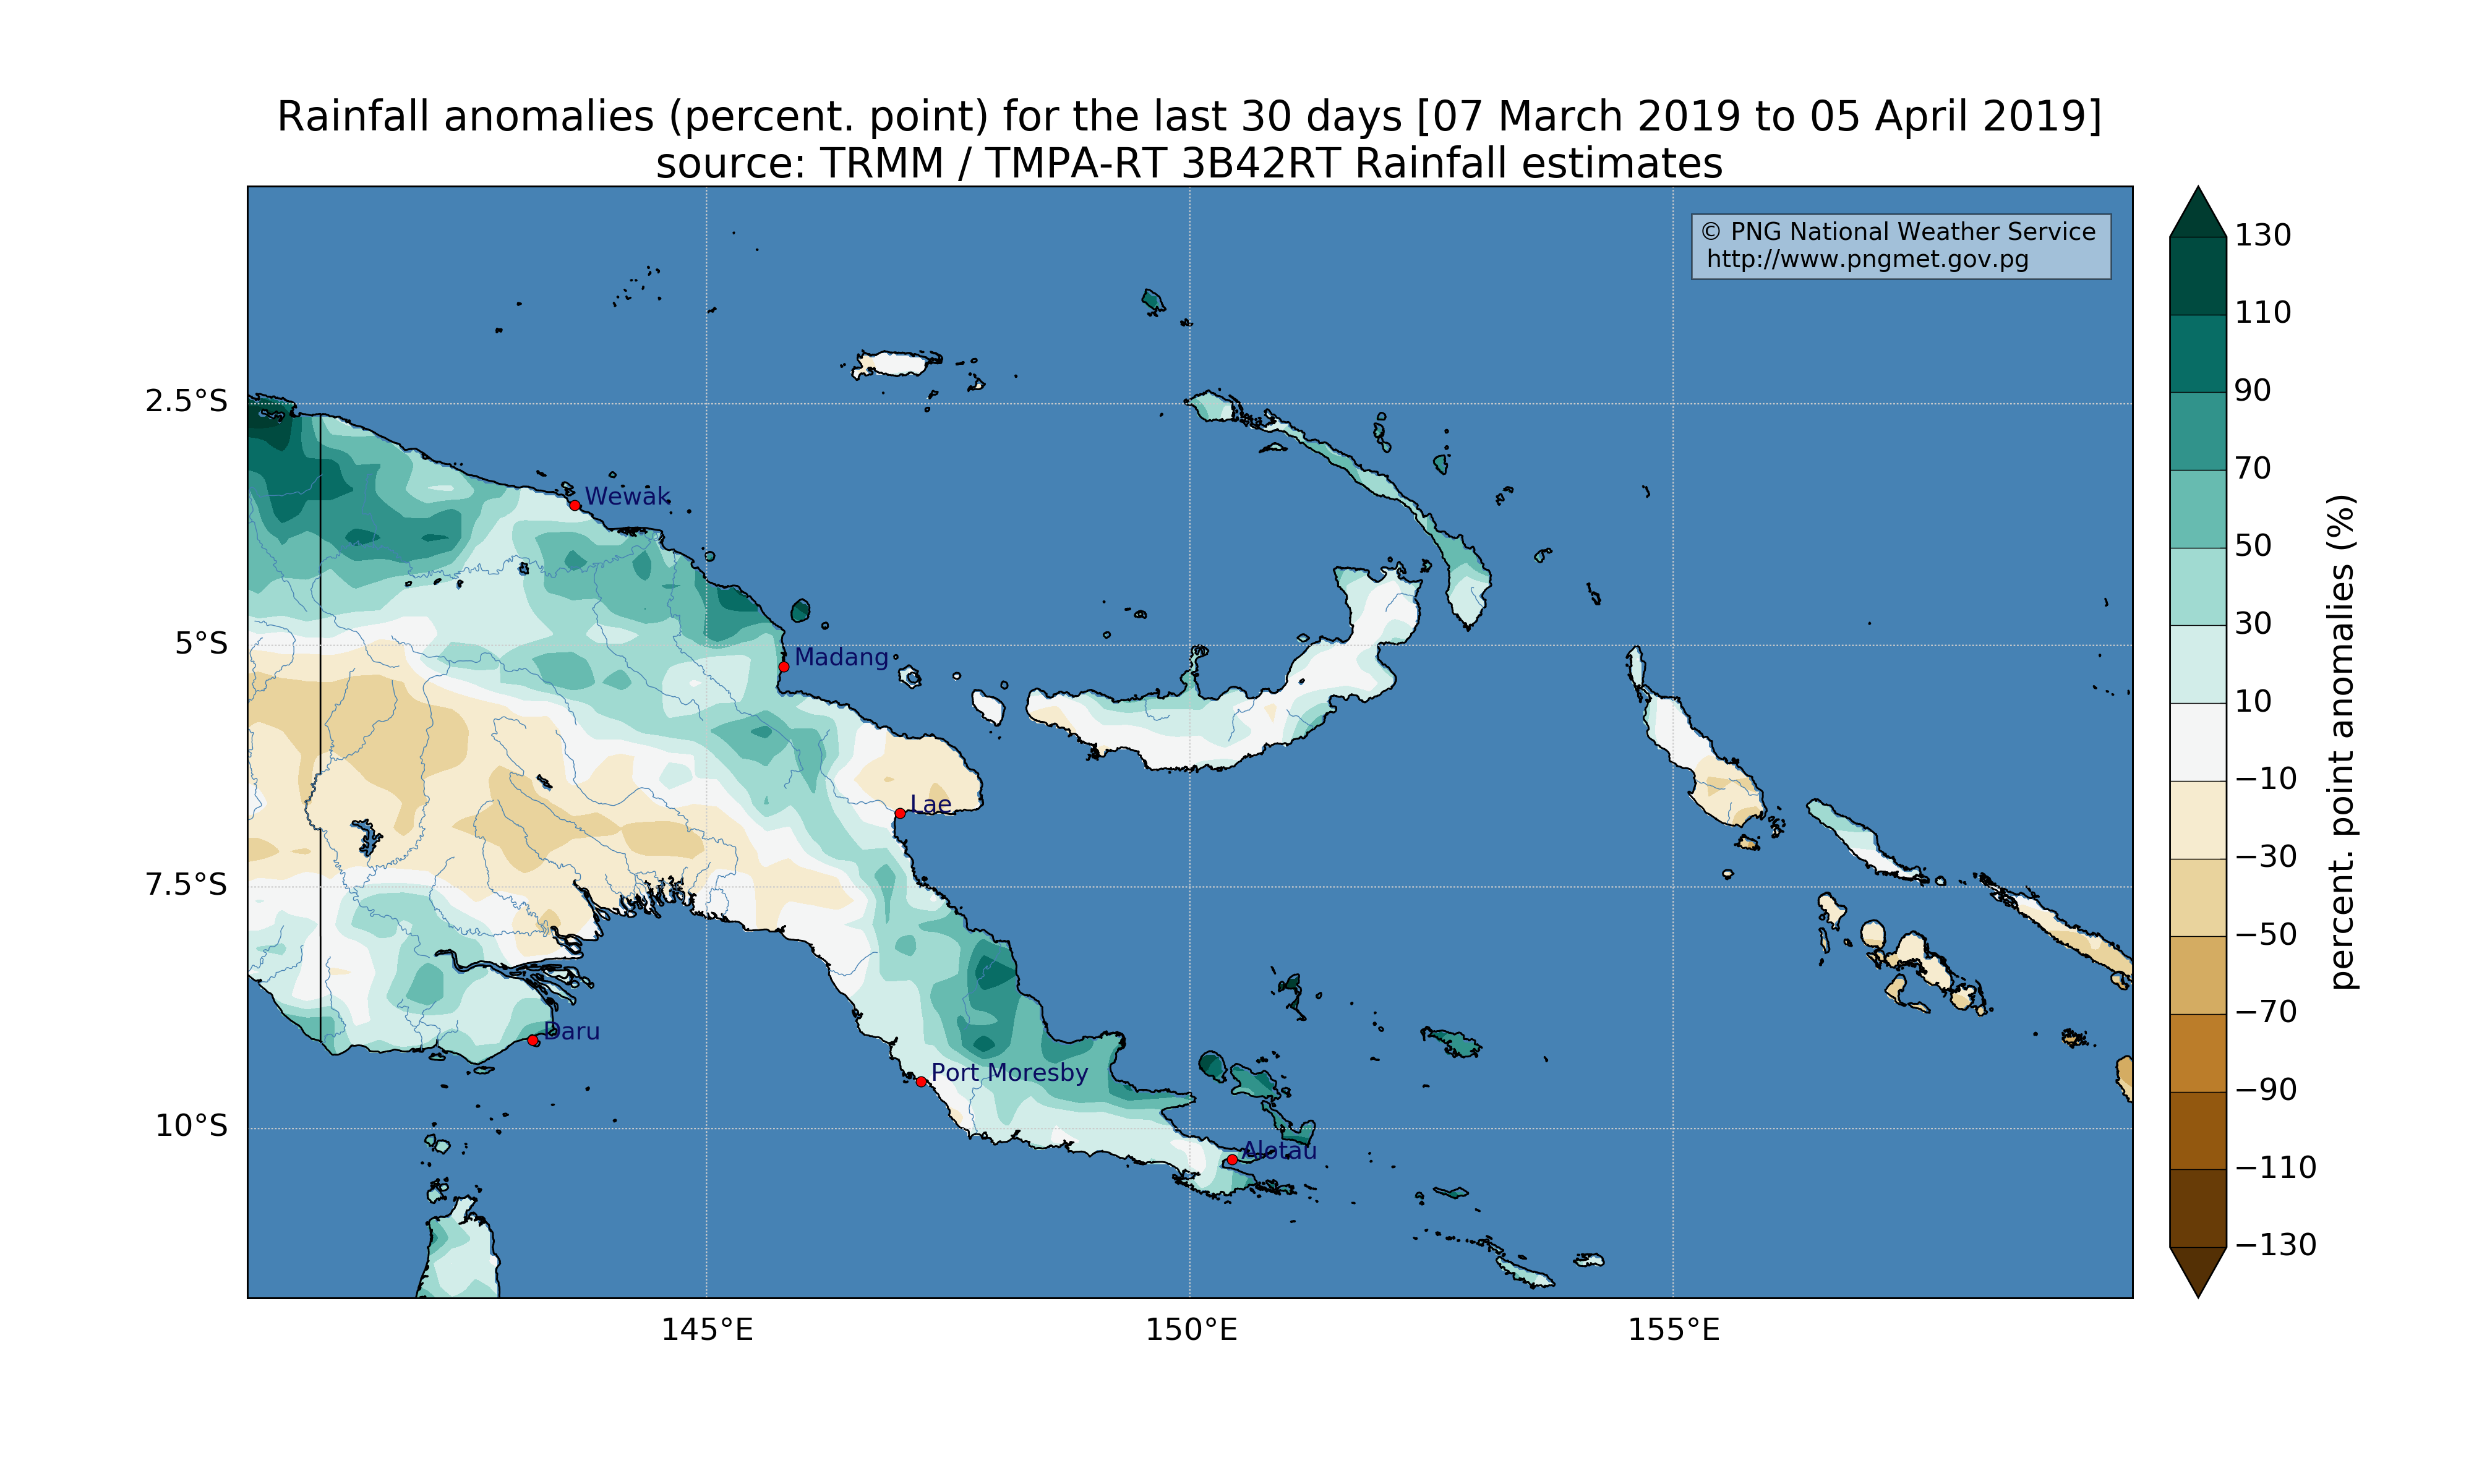 Rainfall anomalies (percent. point) for the last 30 days [07 March 2019 to 05 April 2019]
source: TRMM / TMPA-RT 3B42RT Rainfall estimates
© PNG National Weather Service
http://www.pngmet.gov.pg
2.5°S
5°S
7.5°S
10°S
Wewak
Madang
Lae
Daru
Port Moresby
Alotau
145°E
150°E
155°E
130
110
90
70
50
30
10
−10
−30
−50
−70
−90
−110
−130
percent. point anomalies (%)